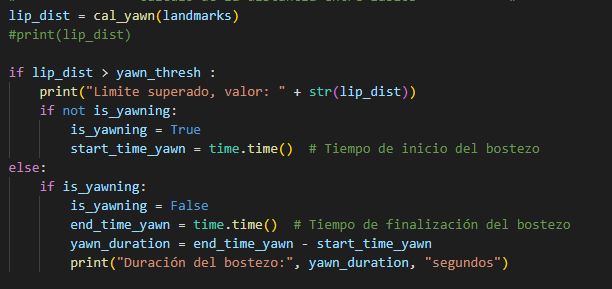 lip_dist = cal_yawn(landmarks)
#print(lip_dist)
if lip_dist > yawn_thresh :
print("Limite superado, valor: " + str(lip_dist))
if not is_yawning:
is_yawning = True
start_time_yawn = time.time()  # Tiempo de inicio del bostezo
else:
if is_yawning:
is_yawning = False
end_time_yawn = time.time()  # Tiempo de finalización del bostezo
yawn_duration = end_time_yawn - start_time_yawn
print("Duración del bostezo:", yawn_duration, "segundos")